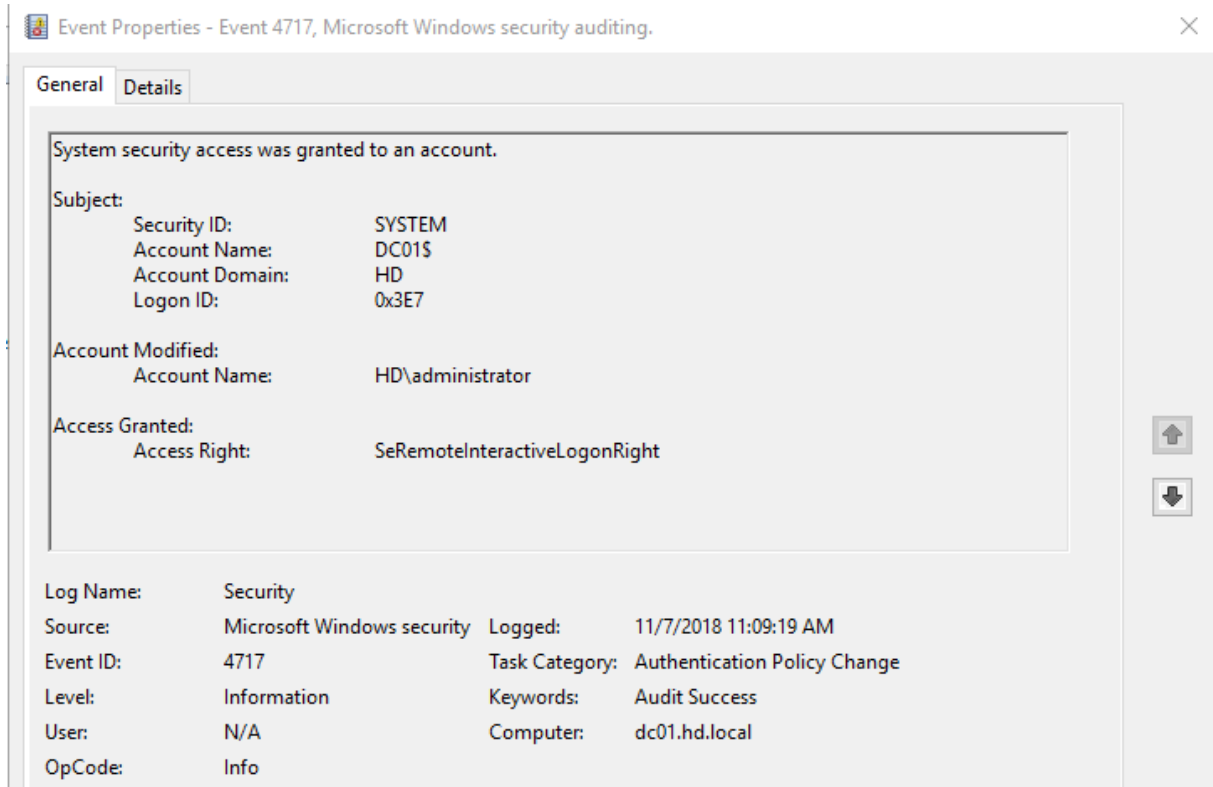 Event Properties - Event 4717, Microsoft Windows security auditing.
General Details
System security access was granted to an account.
Subject:
Security ID: SYSTEM
Account Name: DC01$
Account Domain: HD
Logon ID: 0x3E7
Account Modified:
Account Name: HD\administrator
Access Granted:
Access Right: SeRemoteInteractiveLogonRight
Log Name: Security
Source: Microsoft Windows security Logged: 11/7/2018 11:09:19 AM
Event ID: 4717 Task Category: Authentication Policy Change
Level: Information Keywords: Audit Success
User: N/A Computer: dc01.hd.local
OpCode: Info